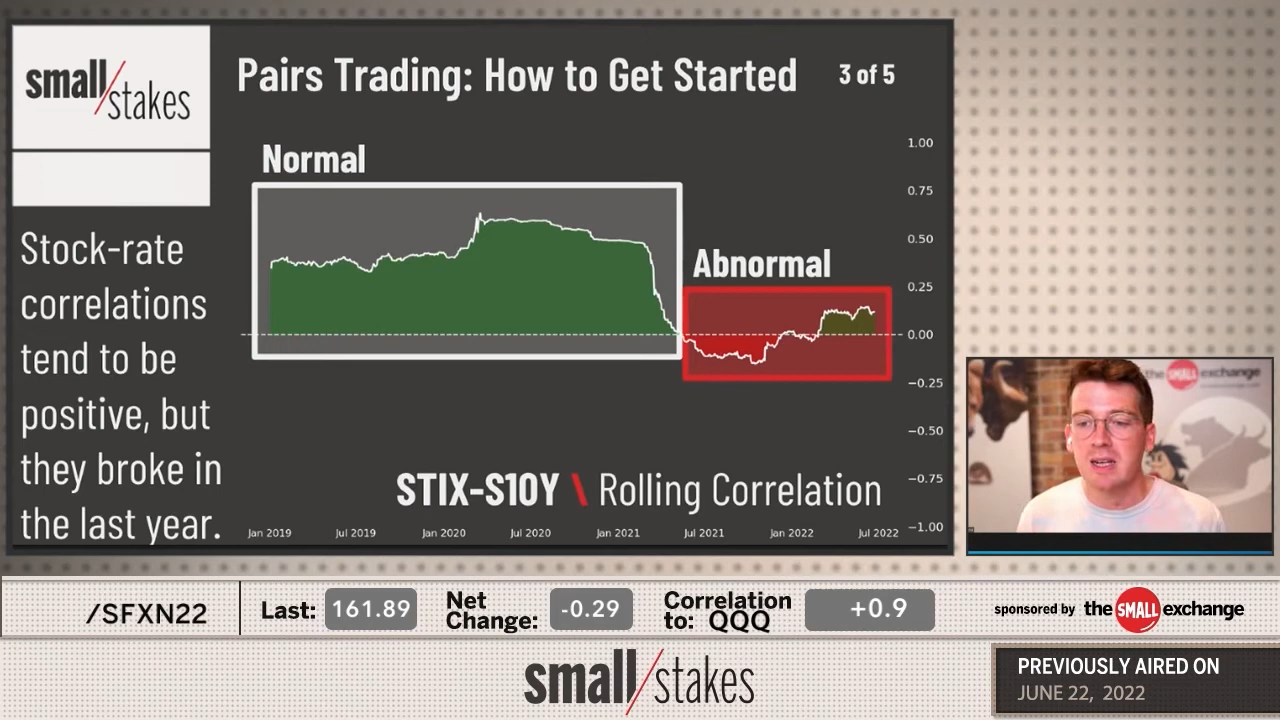 small/stakes
Pairs Trading: How to Get Started
3 of 5
Normal
Abnormal
Stock-rate
correlations
tend to be
positive, but
they broke in
the last year.
1.00
0.75
0.50
0.25
0.00
−0.25
−0.50
−0.75
−1.00
STIX-S10Y \ Rolling Correlation
Jan 2019
Jul 2019
Jan 2020
Jul 2020
Jan 2021
Jul 2021
Jan 2022
Jul 2022
the SMALL exchange
/SFXN22
Last: 161.89
Net
Change: -0.29
Correlation
to: QQQ +0.9
sponsored by the SMALL exchange
small/stakes
PREVIOUSLY AIRED ON
JUNE 22, 2022